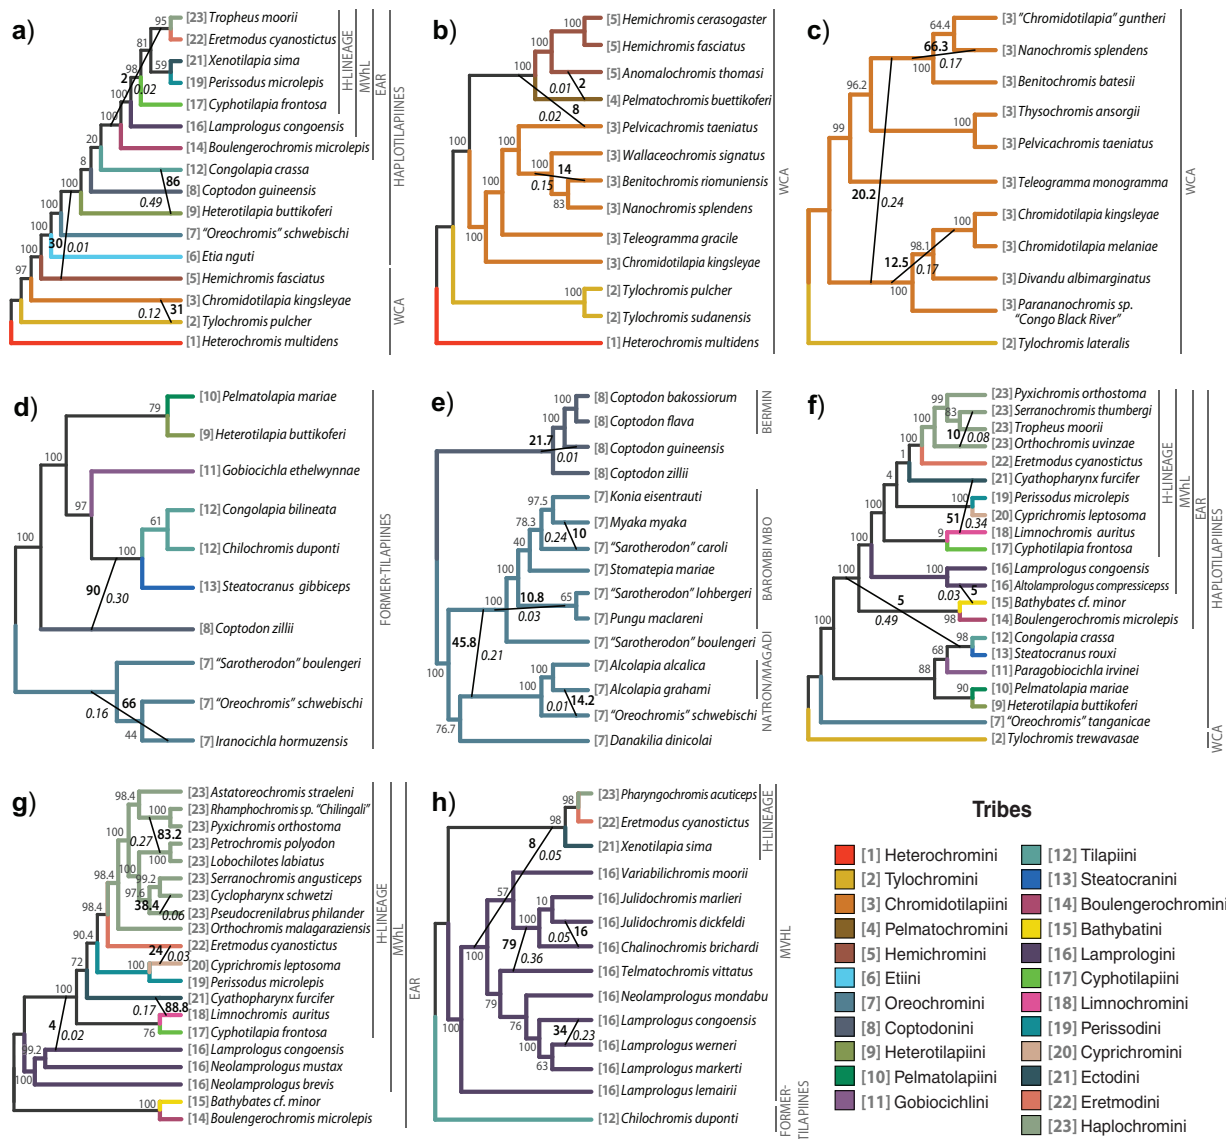 a)
[23] Tropheus moorii
[22] Eretmodus cyanostictus
[21] Xenotilapia sima
[19] Perissodus microlepis
[17] Cyphotilapia frontosa
[16] Lamprologus congoensis
[14] Boulengerochromis microlepis
[12] Congolapia crassa
[8] Coptodon guineensis
[9] Heterotilapia buttikoferi
[7] "Oreochromis" schwebischi
[6] Etia nguti
[5] Hemichromis fasciatus
[3] Chromidotilapia kingsleyae
[2] Tylochromis pulcher
[1] Heterochromis multidens
95
81
59
98
2
0.02
100
100
20
8
86
0.49
100
100
30
0.01
100
100
97
31
0.12
H-LINEAGE
MVhL
EAR
HAPLOTILAPIINES
WCA
b)
[5] Hemichromis cerasogaster
[5] Hemichromis fasciatus
[5] Anomalochromis thomasi
[4] Pelmatochromis buettikoferi
[3] Pelvicachromis taeniatus
[3] Wallaceochromis signatus
[3] Benitochromis riomuniensis
[3] Nanochromis splendens
[3] Teleogramma gracile
[3] Chromidotilapia kingsleyae
[2] Tylochromis pulcher
[2] Tylochromis sudanensis
[1] Heterochromis multidens
100
100
100
2
0.01
8
0.02
100
100
100
14
0.15
83
100
100
100
100
WCA
c)
[3] "Chromidotilapia" guntheri
[3] Nanochromis splendens
[3] Benitochromis batesii
[3] Thysochromis ansorgii
[3] Pelvicachromis taeniatus
[3] Teleogramma monogramma
[3] Chromidotilapia kingsleyae
[3] Chromidotilapia melaniae
[3] Divandu albimarginatus
[3] Parananochromis sp.
"Congo Black River"
[2] Tylochromis lateralis
64.4
66.3
0.17
100
96.2
100
99
20.2
0.24
100
98.1
12.5
0.17
100
WCA
d)
[10] Pelmatolapia mariae
[9] Heterotilapia buttikoferi
[11] Gobiocichla ethelwynnae
[12] Congolapia bilineata
[12] Chilochromis duponti
[13] Steatocranus gibbiceps
[8] Coptodon zillii
[7] "Sarotherodon" boulengeri
[7] "Oreochromis" schwebischi
[7] Iranocichla hormuzensis
79
100
97
61
100
90
0.30
100
100
66
0.16
44
FORMER-TILAPIINES
e)
[8] Coptodon bakossiorum
[8] Coptodon flava
[8] Coptodon guineensis
[8] Coptodon zillii
[7] Konia eisentrauti
[7] Myaka myaka
[7] "Sarotherodon" caroli
[7] Stomatepia mariae
[7] "Sarotherodon" lohbergeri
[7] Pungu maclareni
[7] "Sarotherodon" boulengeri
[7] Alcolapia alcalica
[7] Alcolapia grahami
[7] "Oreochromis" schwebischi
[7] Danakilia dinicolai
100
100
100
21.7
0.01
97.5
78.3
10
0.24
40
100
10.8
65
0.03
100
45.8
0.21
100
100
100
14.2
0.01
76.7
BERMIN
BAROMBI MBO
NATRON/MAGADI
f)
[23] Pyxichromis orthostoma
[23] Serranochromis thumbergi
[23] Tropheus moorii
[23] Orthochromis uvinzae
[22] Eretmodus cyanostictus
[21] Cyathopharynx furcifer
[19] Perissodus microlepis
[20] Cyprichromis leptosoma
[18] Limnochromis auritus
[17] Cyphotilapia frontosa
[16] Lamprologus congoensis
[16] Altolamprologus compressicepss
[15] Bathybates cf. minor
[14] Boulengerochromis microlepis
[12] Congolapia crassa
[13] Steatocranus rouxi
[11] Paragobiocichla irvinei
[10] Pelmatolapia mariae
[9] Heterotilapia buttikoferi
[7] "Oreochromis" tanganicae
[2] Tylochromis trewavasae
99
83
100
10
0.08
100
1
4
100
51
0.34
9
100
100
5
0.03
100
98
100
5
0.49
98
68
88
90
100
100
H-LINEAGE
MVhL
EAR
HAPLOTILAPIINES
WCA
g)
[23] Astatoreochromis straeleni
[23] Rhamphochromis sp. "Chilingali"
[23] Pyxichromis orthostoma
[23] Petrochromis polyodon
[23] Lobochilotes labiatus
[23] Serranochromis angusticeps
[23] Cyclopharynx schwetzi
[23] Pseudocrenilabrus philander
[23] Orthochromis malagaraziensis
[22] Eretmodus cyanostictus
[20] Cyprichromis leptosoma
[19] Perissodus microlepis
[21] Cyathopharynx furcifer
[18] Limnochromis auritus
[17] Cyphotilapia frontosa
[16] Lamprologus congoensis
[16] Neolamprologus mustax
[16] Neolamprologus brevis
[15] Bathybates cf. minor
[14] Boulengerochromis microlepis
98.4
100
100
83.2
0.27
100
100
99.2
97.6
38.4
0.06
98.4
98.4
24
0.03
100
90.4
72
88.8
0.17
76
100
100
4
0.02
99.2
100
100
H-LINEAGE
MVhL
EAR
h)
[23] Pharyngochromis acuticeps
[22] Eretmodus cyanostictus
[21] Xenotilapia sima
[16] Variabilichromis moorii
[16] Julidochromis marlieri
[16] Julidochromis dickfeldi
[16] Chalinochromis brichardi
[16] Telmatochromis vittatus
[16] Neolamprologus mondabu
[16] Lamprologus congoensis
[16] Lamprologus werneri
[16] Lamprologus markerti
[16] Lamprologus lemairii
[12] Chilochromis duponti
98
98
8
0.05
57
10
100
16
0.05
79
0.36
100
79
76
100
34
0.23
100
63
100
H-LINEAGE
MVHL
FORMER-
TILAPIINES
Tribes
[1] Heterochromini
[2] Tylochromini
[3] Chromidotilapiini
[4] Pelmatochromini
[5] Hemichromini
[6] Etiini
[7] Oreochromini
[8] Coptodonini
[9] Heterotilapiini
[10] Pelmatolapiini
[11] Gobiocichlini
[12] Tilapiini
[13] Steatocranini
[14] Boulengerochromini
[15] Bathybatini
[16] Lamprologini
[17] Cyphotilapiini
[18] Limnochromini
[19] Perissodini
[20] Cyprichromini
[21] Ectodini
[22] Eretmodini
[23] Haplochromini